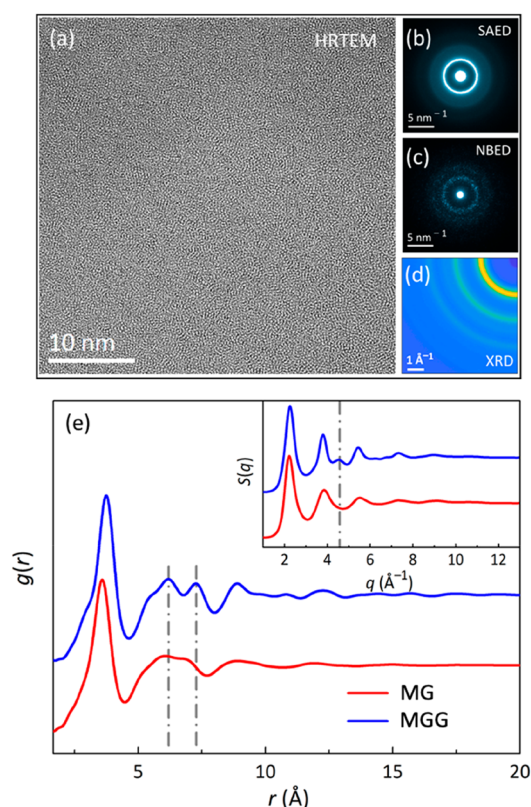 (a)
HRTEM
10 nm
(b)
SAED
5 nm⁻¹
(c)
NBED
5 nm⁻¹
(d)
1 Å⁻¹
XRD
(e)
S(q)
2 4 6 8 10 12
q (Å⁻¹)
g(r)
MG
MGG
5 10 15 20
r (Å)